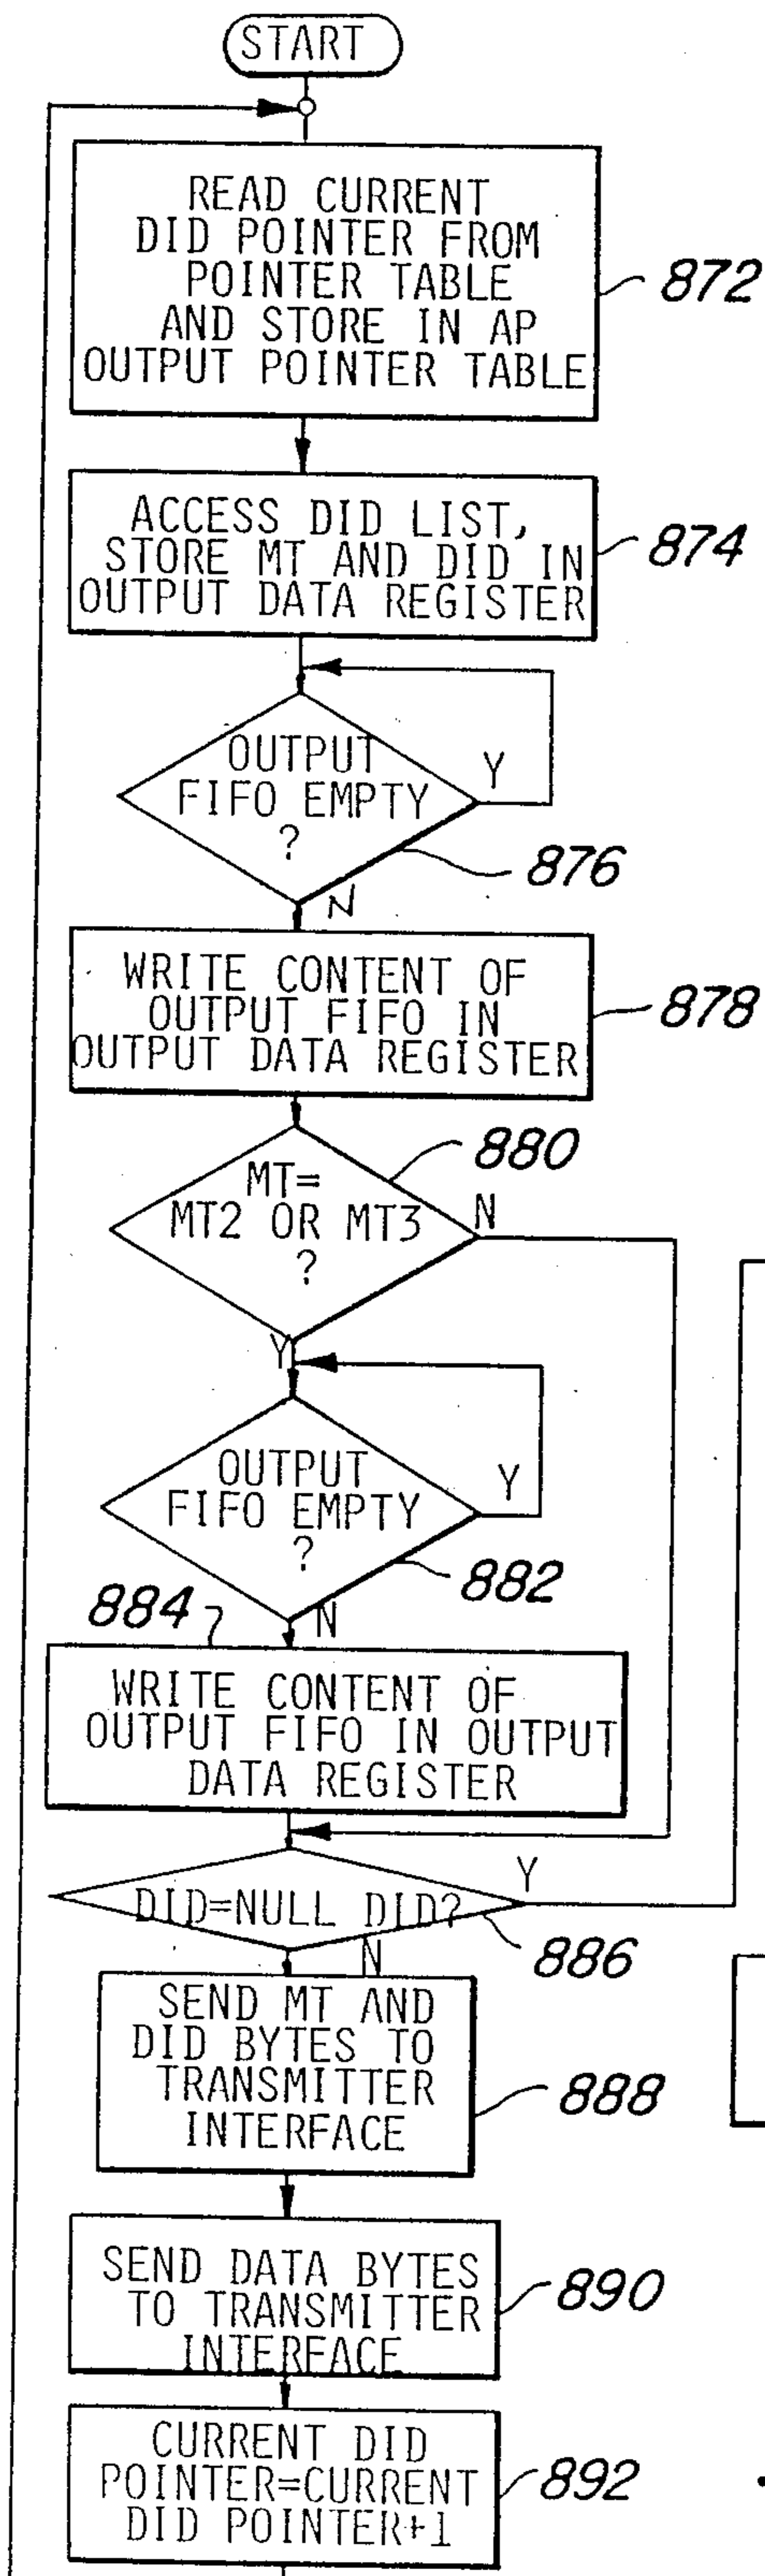 START
READ CURRENT
DID POINTER FROM
POINTER TABLE
AND STORE IN AP
OUTPUT POINTER TABLE
872
ACCESS DID LIST,
STORE MT AND DID IN
OUTPUT DATA REGISTER
874
OUTPUT
FIFO EMPTY
?
Y
876
N
WRITE CONTENT OF
OUTPUT FIFO IN
OUTPUT DATA REGISTER
878
880
MT=
MT2 OR MT3
?
N
Y
OUTPUT
FIFO EMPTY
?
Y
882
884
N
WRITE CONTENT OF
OUTPUT FIFO IN OUTPUT
DATA REGISTER
DID=NULL DID?
Y
886
N
SEND MT AND
DID BYTES TO
TRANSMITTER
INTERFACE
888
SEND DATA BYTES
TO TRANSMITTER
INTERFACE
890
CURRENT DID
POINTER=CURRENT
DID POINTER+1
892